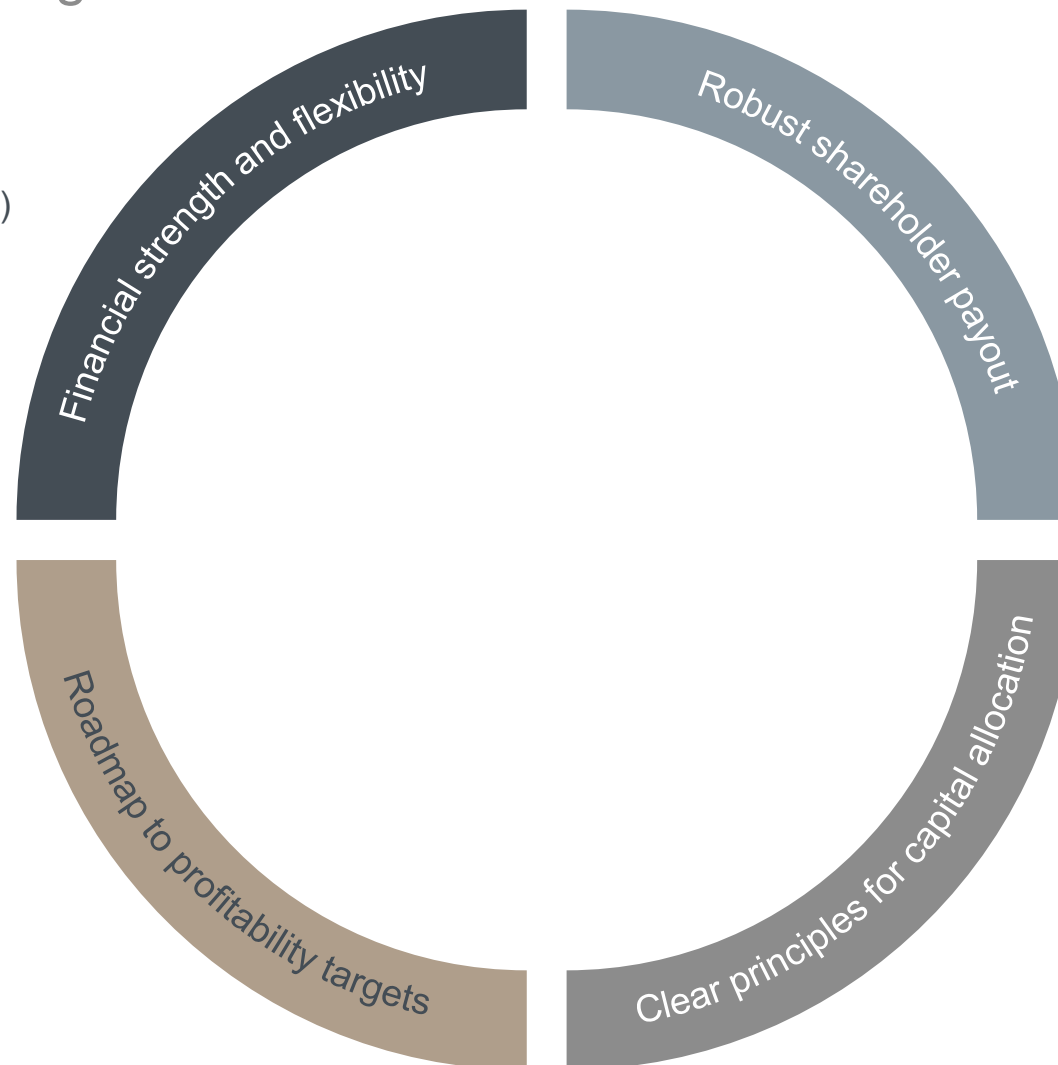 )
Financial strength and flexibility
Robust shareholder payout
Roadmap to profitability targets
Clear principles for capital allocation